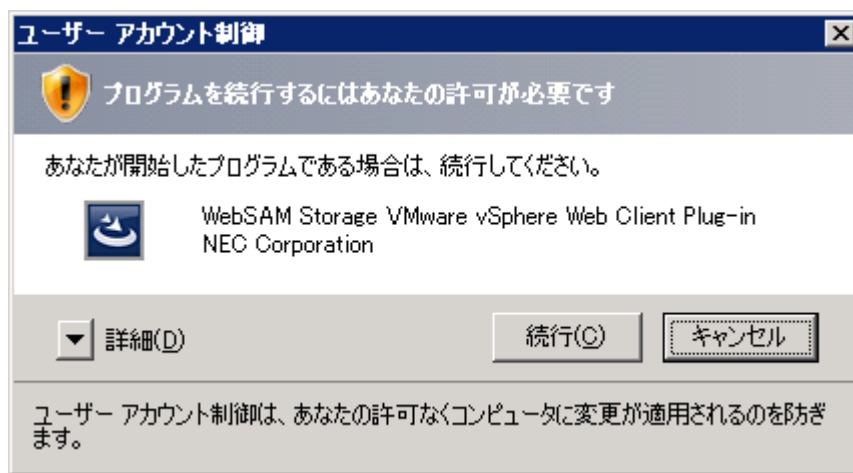 ユーザー アカウント制御
プログラムを続行するにはあなたの許可が必要です
あなたが開始したプログラムである場合は、続行してください。
WebSAM Storage VMware vSphere Web Client Plug-in
NEC Corporation
詳細(D)
続行(C)
キャンセル
ユーザー アカウント制御は、あなたの許可なくコンピュータに変更が適用されるのを防ぎ
ます。